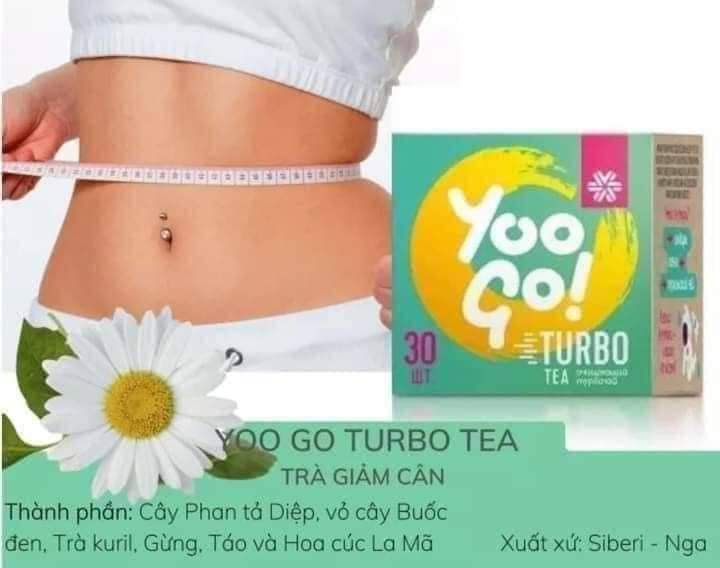 Yoo
Go!
30
ШТ
TURBO
TEA
YOO GO TURBO TEA
TRÀ GIẢM CÂN
Thành phần: Cây Phan tả Diệp, vỏ cây Buốc
đen, Trà kuril, Gừng, Táo và Hoa cúc La Mã
Xuất xứ: Siberi - Nga